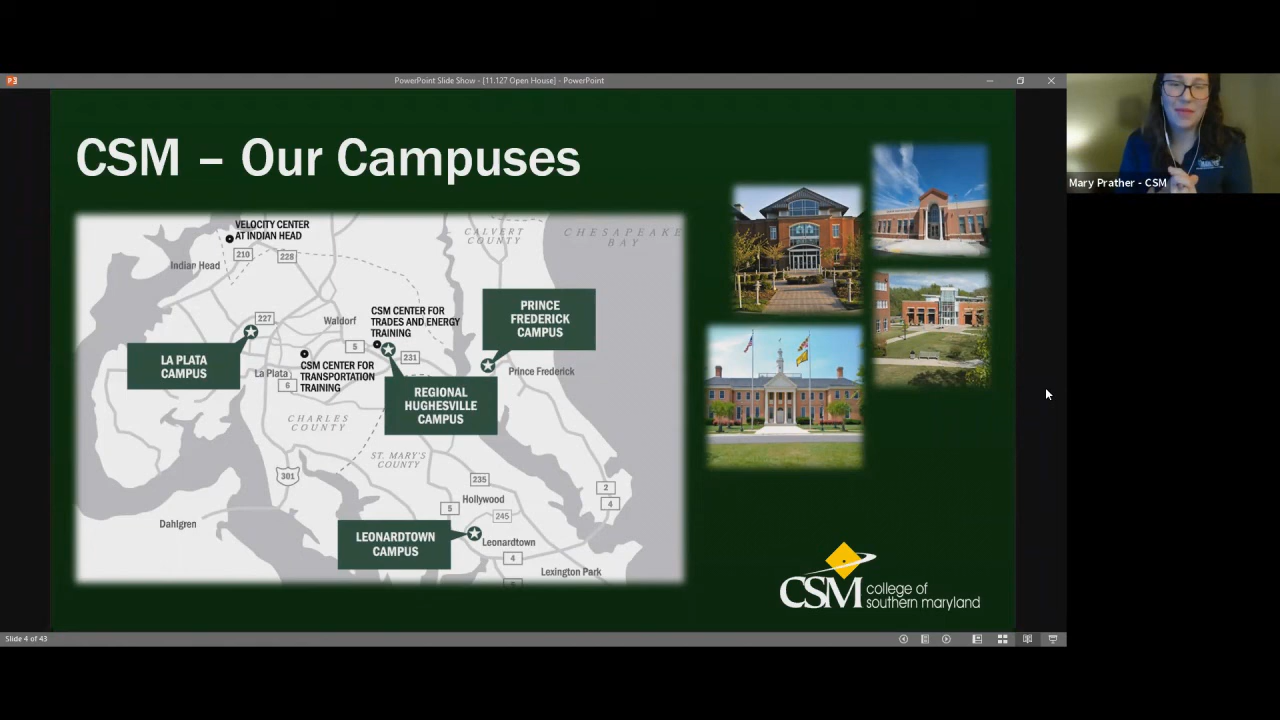 PowerPoint Slide Show - [11.127 Open House] - PowerPoint
CSM – Our Campuses
VELOCITY CENTER
AT INDIAN HEAD
Indian Head
210
228
CALVERT
COUNTY
CHESAPEAKE
BAY
227
Waldorf
CSM CENTER FOR
TRADES AND ENERGY
TRAINING
5
231
PRINCE
FREDERICK
CAMPUS
LA PLATA
CAMPUS
La Plata
6
CSM CENTER FOR
TRANSPORTATION
TRAINING
Prince Frederick
REGIONAL
HUGHESVILLE
CAMPUS
CHARLES
COUNTY
ST. MARY'S
COUNTY
301
235
Hollywood
2
4
5
245
Dahlgren
LEONARDTOWN
CAMPUS
Leonardtown
4
Lexington Park
CSM
college of
southern maryland
Mary Prather - CSM
Slide 4 of 43